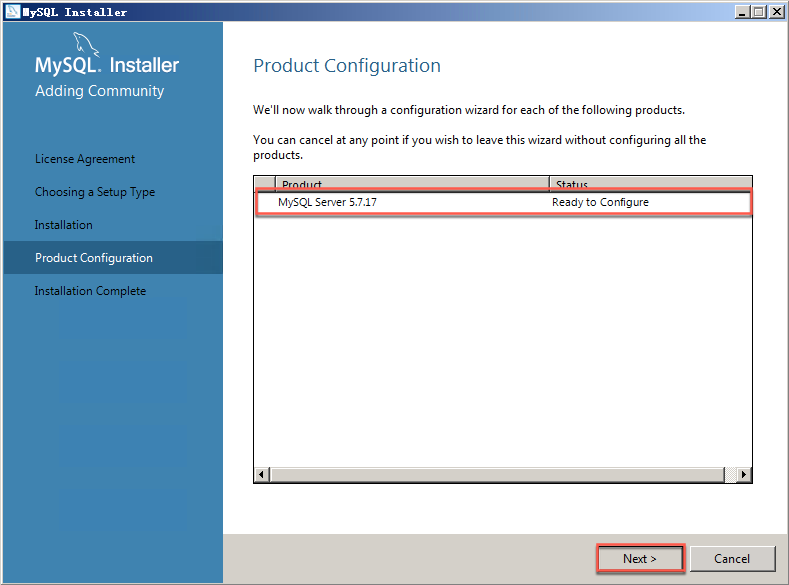 MySQL Installer
MySQL. Installer
Adding Community
License Agreement
Choosing a Setup Type
Installation
Product Configuration
Installation Complete
Product Configuration
We'll now walk through a configuration wizard for each of the following products.
You can cancel at any point if you wish to leave this wizard without configuring all the
products.
Product Status
MySQL Server 5.7.17 Ready to Configure
Next > Cancel